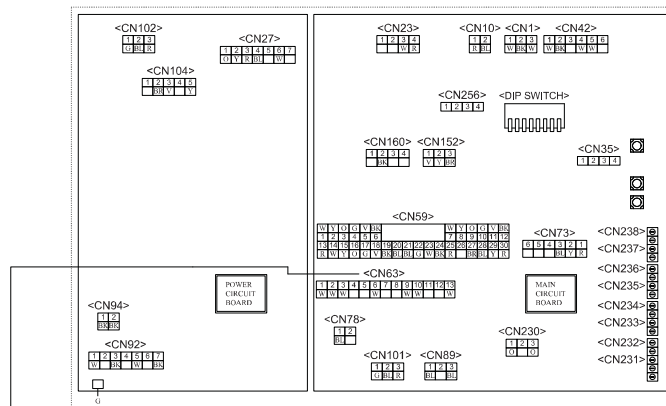 <CN102>
1 2 3
G BL R
<CN27>
1 2 3 4 5 6 7
O Y R BL W
<CN104>
1 2 3 4 5
BR V Y
<CN23>
1 2 3 4
W R
<CN10>
1 2
R BL
<CN1>
1 2 3
W BK W
<CN42>
1 2 3 4 5 6
W BK W W
<CN256>
1 2 3 4
<DIP SWITCH>
<CN160>
1 2 3 4
BK
<CN152>
1 2 3
V Y BR
<CN35>
1 2 3 4
<CN59>
W Y O G V BK W Y O G V BK
1 2 3 4 5 6 7 8 9 10 11 12
13 14 15 16 17 18 19 20 21 22 23 24 25 26 27 28 29 30
R W Y O G V BK BL BL G W BK R BR BL Y R
<CN73>
6 5 4 3 2 1
BL Y R
<CN238>
<CN237>
<CN236>
<CN235>
<CN234>
<CN233>
<CN232>
<CN231>
<CN63>
1 2 3 4 5 6 7 8 9 10 11 12 13
W W W W W W W
POWER
CIRCUIT
BOARD
MAIN
CIRCUIT
BOARD
<CN94>
1 2
BK BK
<CN92>
1 2 3 4 5 6 7
W BK W BK
G
<CN78>
1 2
BL
<CN230>
1 2 3
O O
<CN101>
1 2 3
G BL R
<CN89>
1 2 3
BL BL